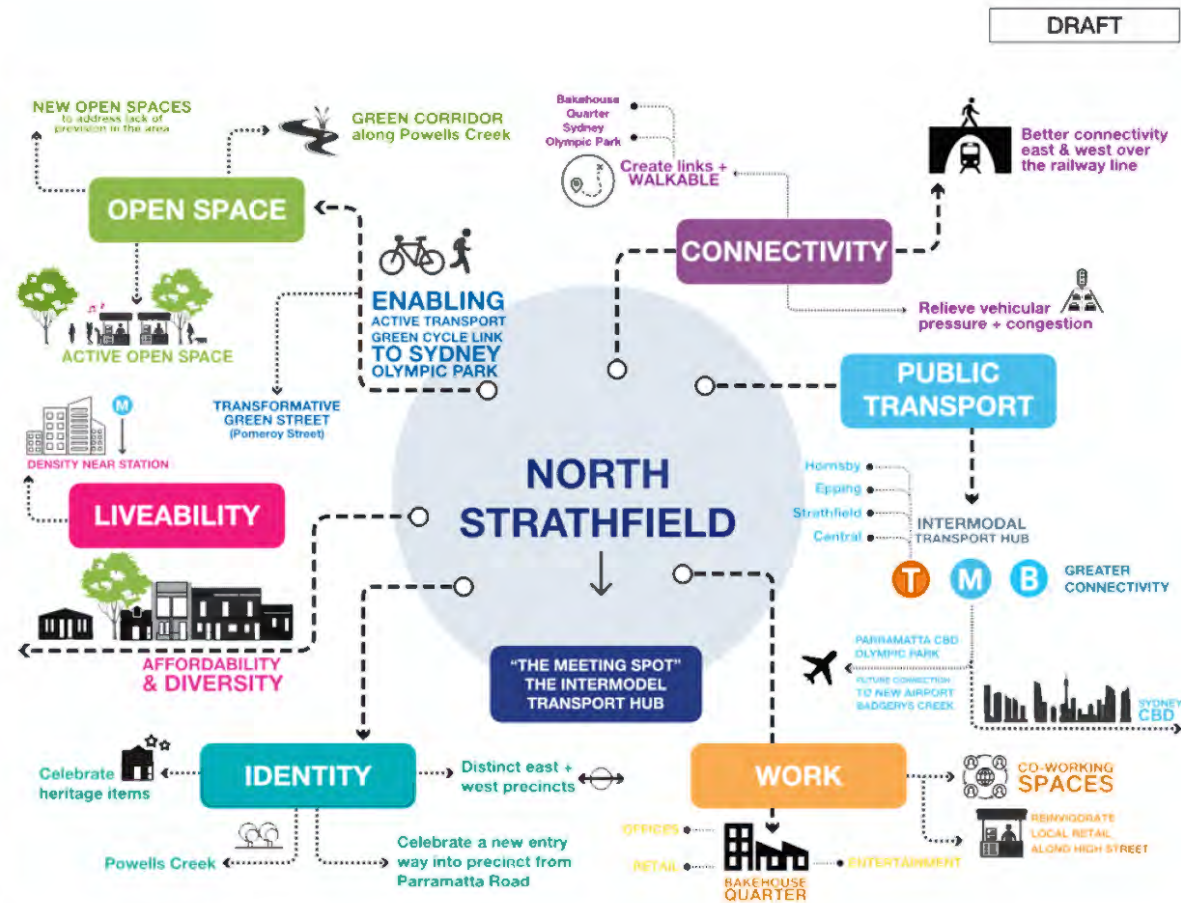 DRAFT
NEW OPEN SPACES
to address lack of
provision in the area
GREEN CORRIDOR
along Powells Creek
OPEN SPACE
ACTIVE OPEN SPACE
ENABLING
ACTIVE TRANSPORT
GREEN CYCLE LINK
TO SYDNEY
OLYMPIC PARK
TRANSFORMATIVE
GREEN STREET
(Pomeroy Street)
Bakehouse
Quarter
Sydney
Olympic Park
Create links +
WALKABLE
CONNECTIVITY
Better connectivity
east & west over
the railway line
Relieve vehicular
pressure + congestion
PUBLIC
TRANSPORT
Hornsby
Epping
Strathfield
Central
INTERMODAL
TRANSPORT HUB
T
M
B
GREATER
CONNECTIVITY
PARRAMATTA CBD
OLYMPIC PARK
FUTURE CONNECTION
TO NEW AIRPORT
BADGERYS CREEK
SYDNEY
CBD
M
DENSITY NEAR STATION
LIVEABILITY
AFFORDABILITY
& DIVERSITY
NORTH
STRATHFIELD
"THE MEETING SPOT"
THE INTERMODEL
TRANSPORT HUB
IDENTITY
Celebrate
heritage items
Distinct east +
west precincts
Powells Creek
Celebrate a new entry
way into precinct from
Parramatta Road
WORK
CO-WORKING
SPACES
REINVIGORATE
LOCAL RETAIL
ALONG HIGH STREET
OFFICES
RETAIL
ENTERTAINMENT
BAKEHOUSE
QUARTER